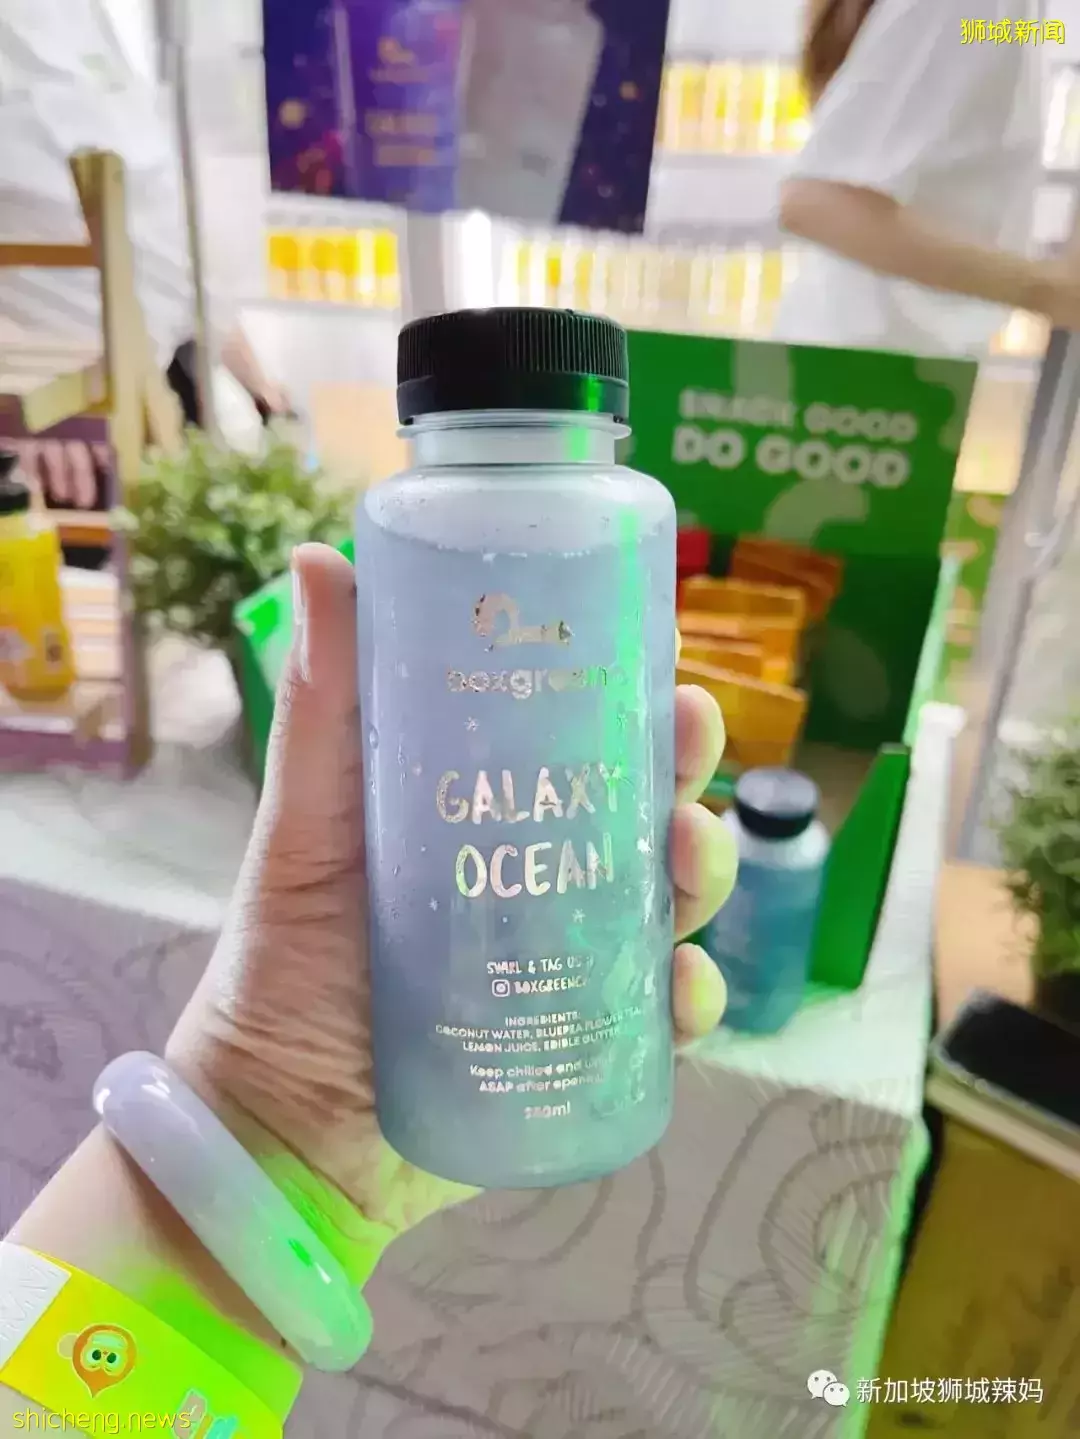 狮城新闻
SNACK GOOD
DO GOOD
boxgreen
GALAXY
OCEAN
SWIRL & TAG US
BOXGREENC
INGREDIENTS:
COCONUT WATER, BLUEPEA FLOWER TEA,
LEMON JUICE, EDIBLE GLITTER
Keep chilled and
ASAP after
新加坡狮城辣妈
shicheng.news